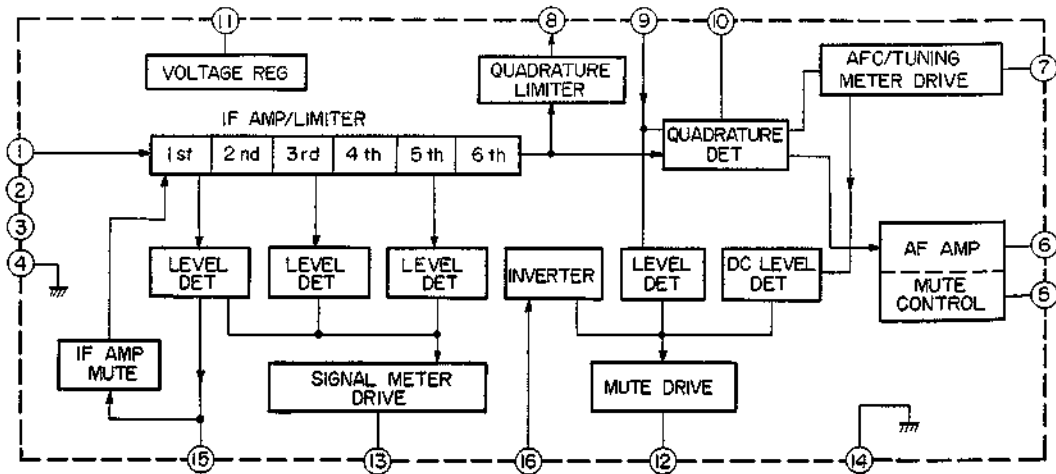 11
8
9
10
VOLTAGE REG
QUADRATURE
LIMITER
AFC/TUNING
METER DRIVE
7
IF AMP/LIMITER
1
1st
2nd
3rd
4th
5th
6th
QUADRATURE
DET
2
3
4
LEVEL
DET
LEVEL
DET
LEVEL
DET
INVERTER
LEVEL
DET
DC LEVEL
DET
AF AMP
6
MUTE
CONTROL
5
IF AMP
MUTE
SIGNAL METER
DRIVE
MUTE DRIVE
15
13
16
12
14